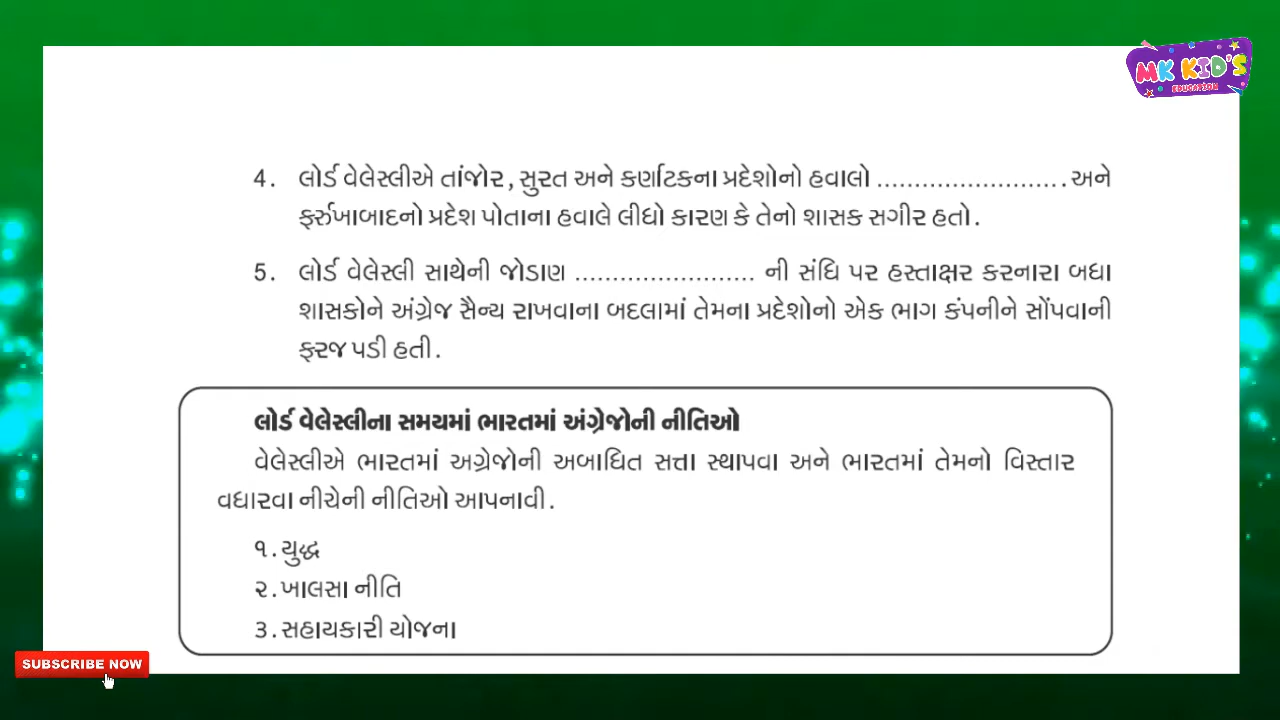 MK KID'S
EDUCATION
4. લોર્ડ વેલેસ્લીએ તાંજોર, સુરત અને કર્ણાટકના પ્રદેશોનો હવાલો ......................... અને
ફર્રુખાબાદનો પ્રદેશ પોતાના હવાલે લીધો કારણ કે તેનો શાસક સગીર હતો.
5. લોર્ડ વેલેસ્લી સાથેની જોડાણ ........................ ની સંધિ પર હસ્તાક્ષર કરનારા બધા
શાસકોને અંગ્રેજ સૈન્ય રાખવાના બદલામાં તેમના પ્રદેશોનો એક ભાગ કંપનીને સોંપવાની
ફરજ પડી હતી.
લોર્ડ વેલેસ્લીના સમયમાં ભારતમાં અંગ્રેજોની નીતિઓ
વેલેસ્લીએ ભારતમાં અગ્રેજોની અબાધિત સત્તા સ્થાપવા અને ભારતમાં તેમનો વિસ્તાર
વધારવા નીચેની નીતિઓ આપનાવી.
૧. યુદ્ધ
૨. ખાલસા નીતિ
૩. સહાયકારી યોજના
SUBSCRIBE NOW